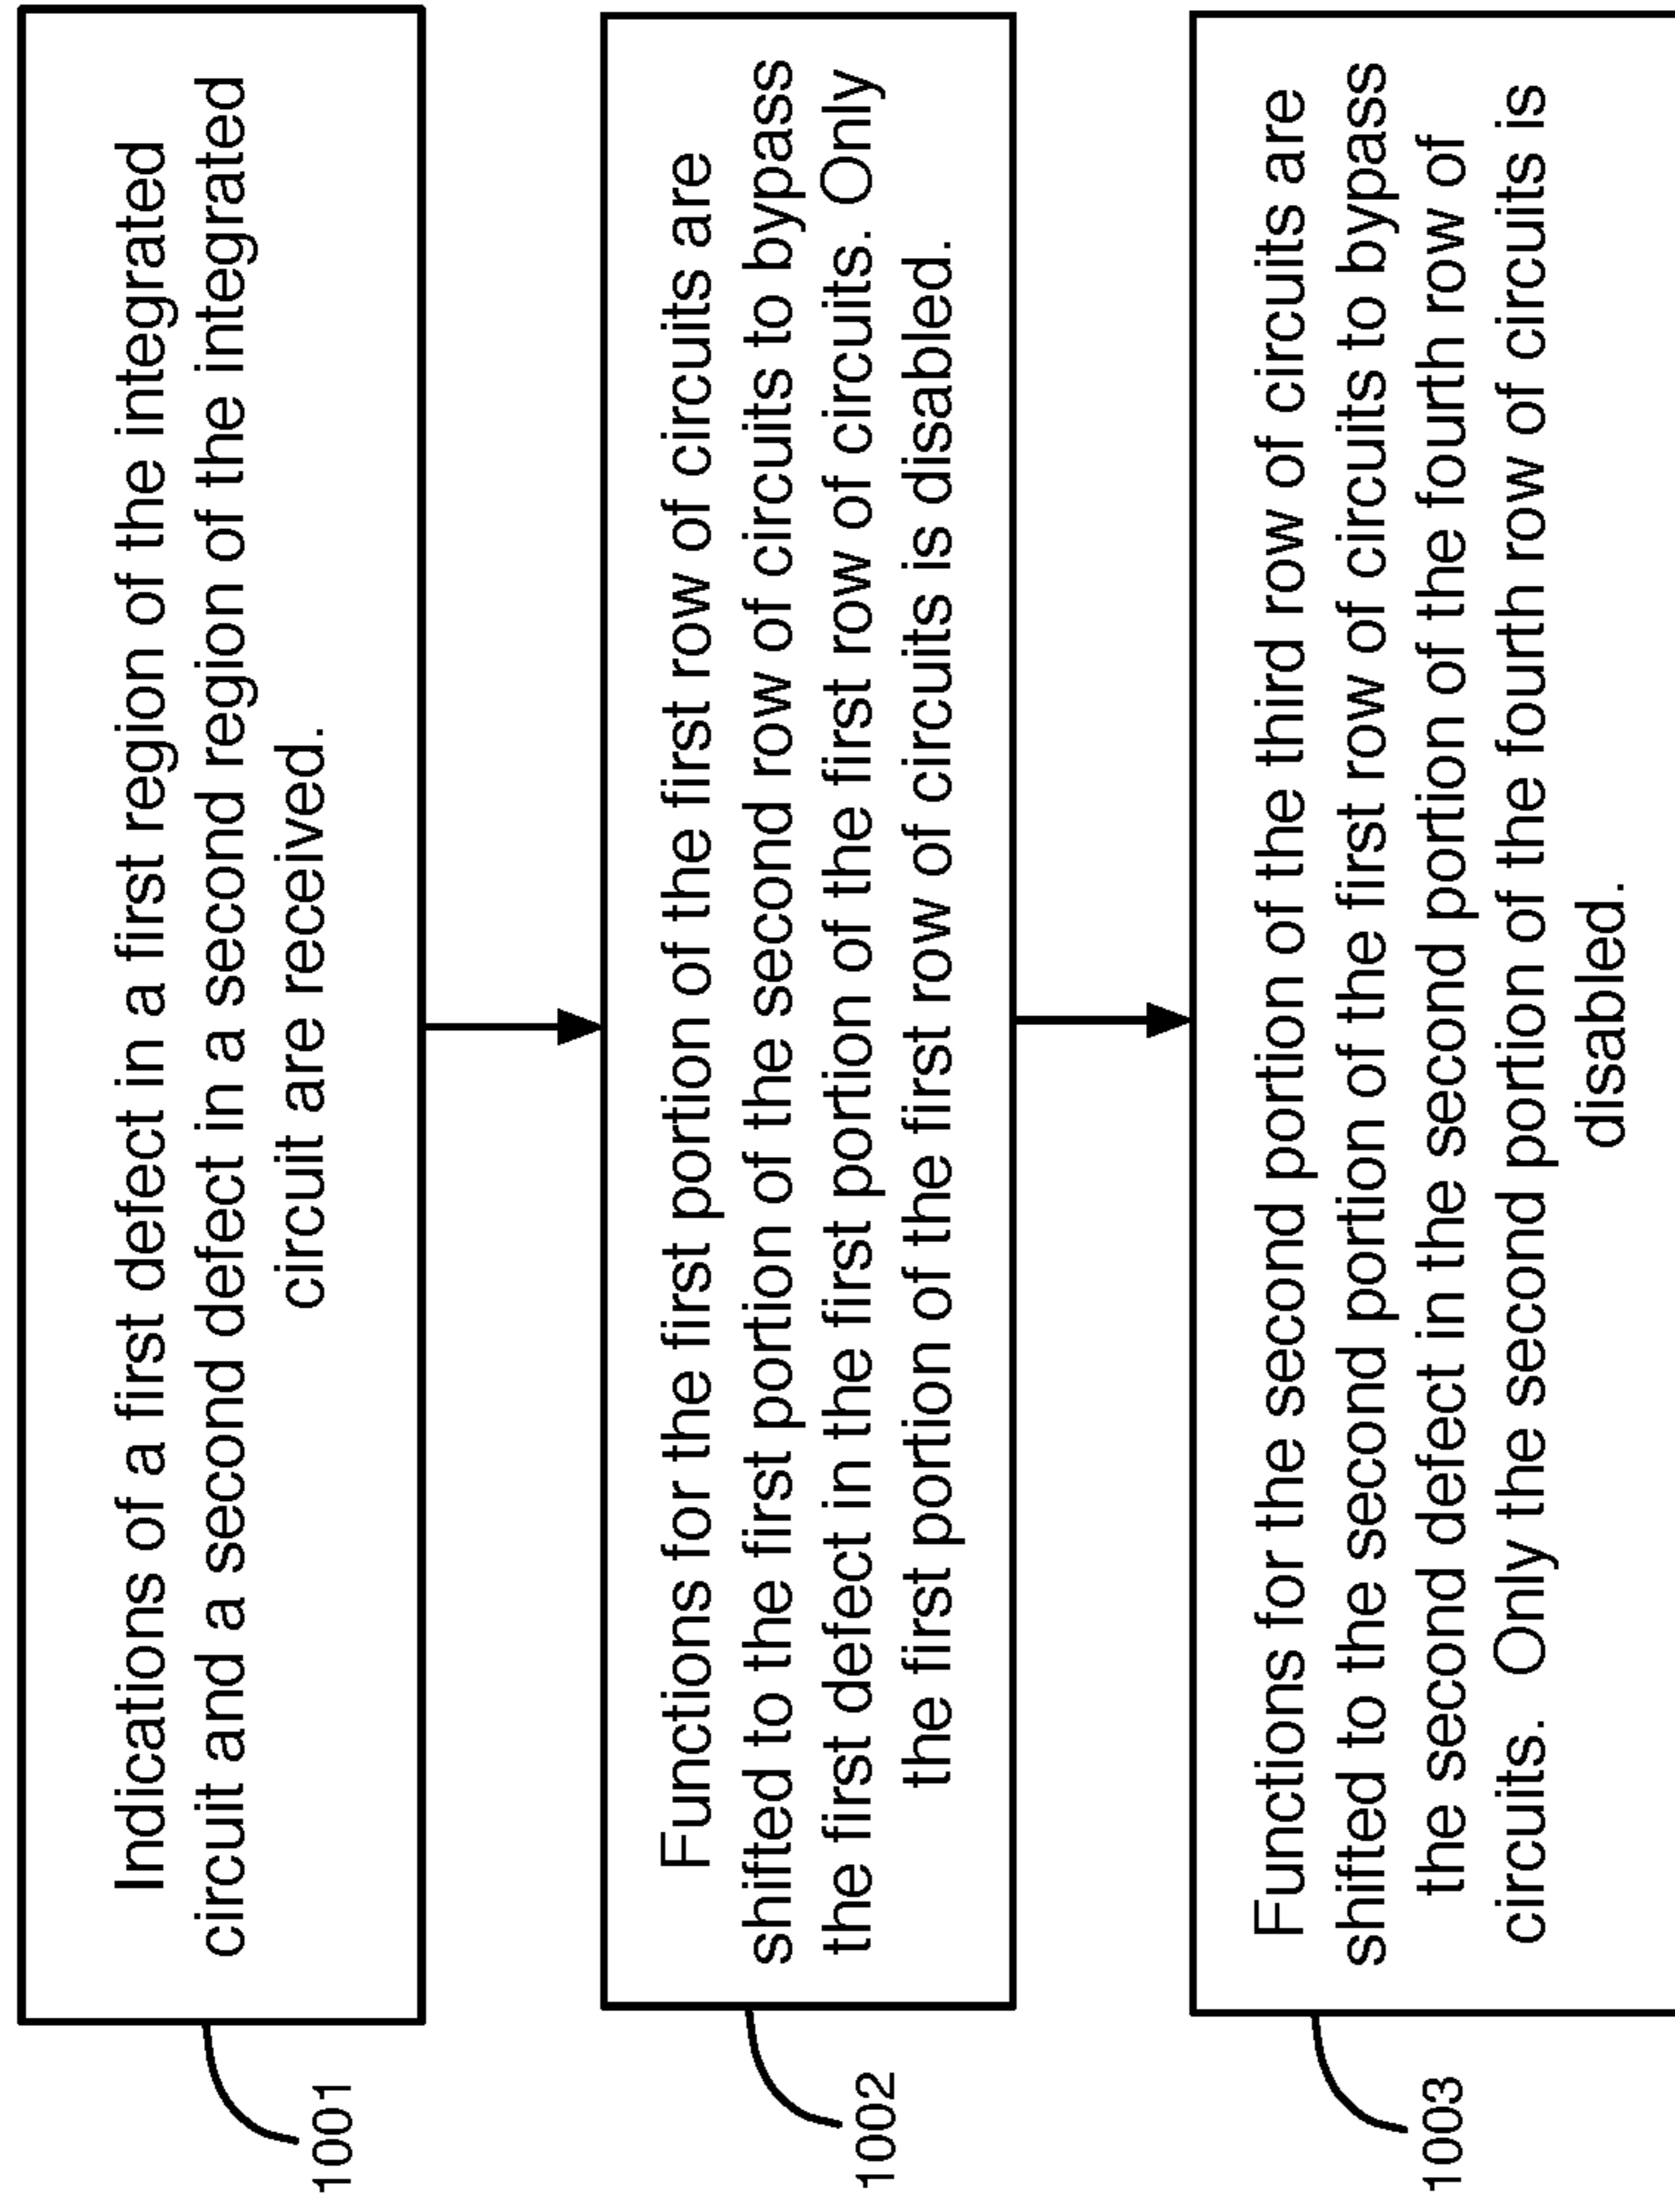 Indications of a first defect in a first region of the integrated
circuit and a second defect in a second region of the integrated
circuit are received.
1001
Functions for the first portion of the first row of circuits are
shifted to the first portion of the second row of circuits to bypass
the first defect in the first portion of the first row of circuits. Only
the first portion of the first row of circuits is disabled.
1002
Functions for the second portion of the third row of circuits are
shifted to the second portion of the first row of circuits to bypass
the second defect in the second portion of the fourth row of
circuits.  Only the second portion of the fourth row of circuits is
disabled.
1003